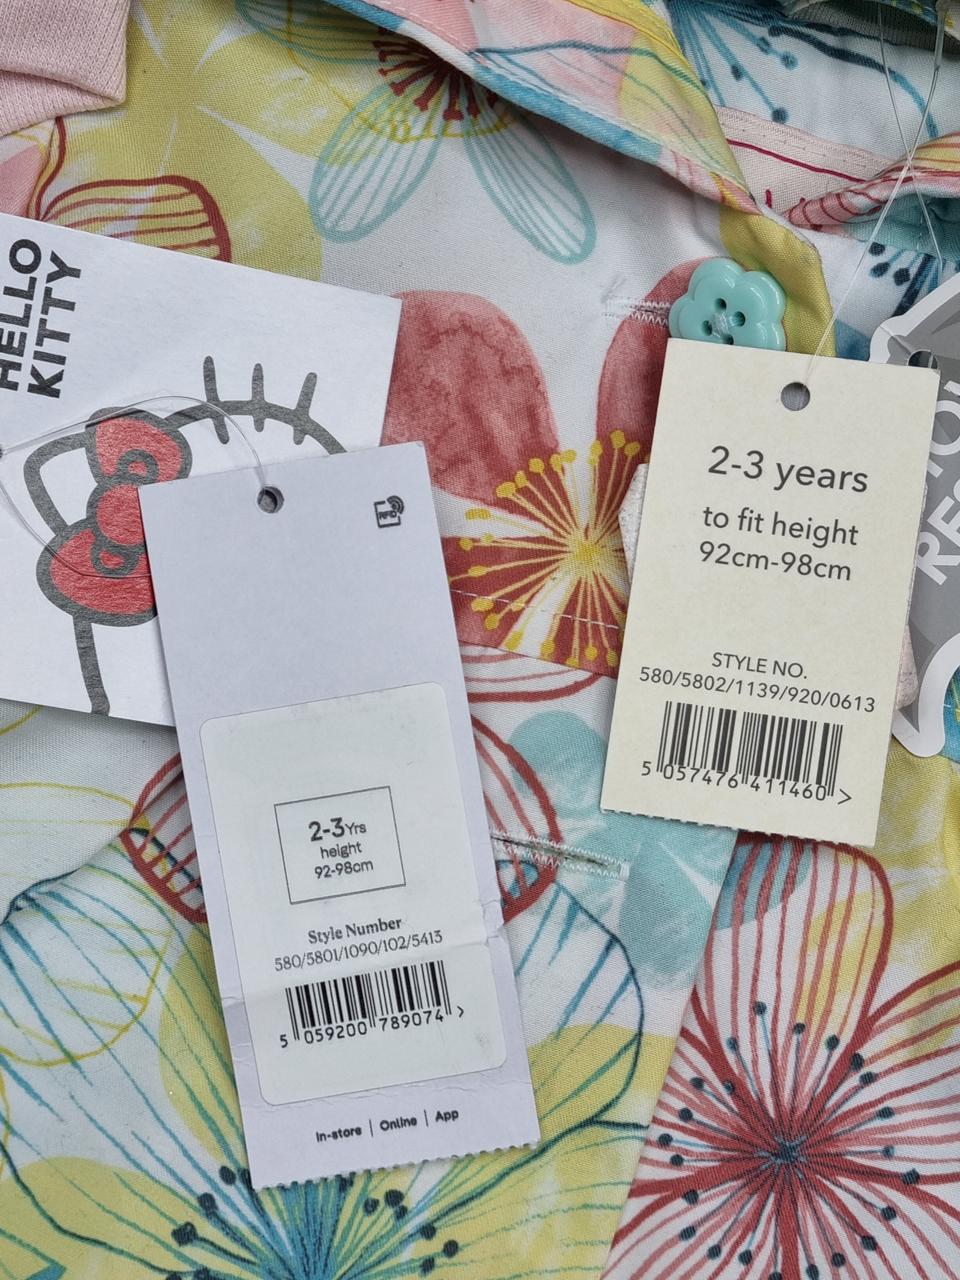 HELLO
KITTY
RFID
2-3Yrs
height
92-98cm
Style Number
580/5801/1090/102/5413
5 059200 789074 >
In-store | Online | App
2-3 years
to fit height
92cm-98cm
STYLE NO.
580/5802/1139/920/0613
5 057476 411460 >